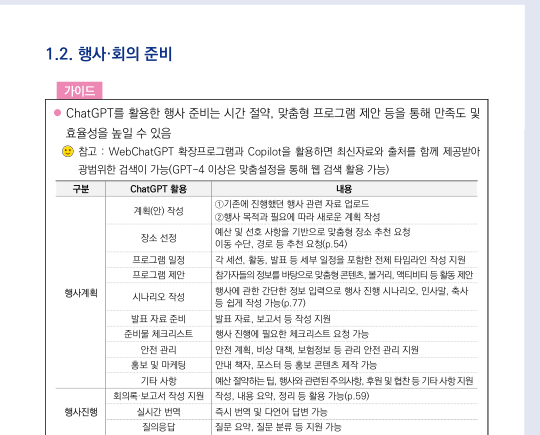 1.2. 행사·회의 준비
가이드
ChatGPT를 활용한 행사 준비는 시간 절약, 맞춤형 프로그램 제안 등을 통해 만족도 및
효율성을 높일 수 있음
참고 : WebChatGPT 확장프로그램과 Copilot을 활용하면 최신자료와 출처를 함께 제공받아
광범위한 검색이 가능(GPT-4 이상은 맞춤설정을 통해 웹 검색 활용 가능)
구분 ChatGPT 활용 내용
행사계획
계획(안) 작성
①기존에 진행했던 행사 관련 자료 업로드
②행사 목적과 필요에 따라 새로운 계획 작성
장소 선정
예산 및 선호 사항을 기반으로 맞춤형 장소 추천 요청
이동 수단, 경로 등 추천 요청(p.54)
프로그램 일정 각 세션, 활동, 발표 등 세부 일정을 포함한 전체 타임라인 작성 지원
프로그램 제안 참가자들의 정보를 바탕으로 맞춤형 콘텐츠, 볼거리, 액티비티 등 활동 제안
시나리오 작성
행사에 관한 간단한 정보 입력으로 행사 진행 시나리오, 인사말, 축사
등 쉽게 작성 가능(p.77)
발표 자료 준비 발표 자료, 보고서 등 작성 지원
준비물 체크리스트 행사 진행에 필요한 체크리스트 요청 가능
안전 관리 안전 계획, 비상 대책, 보험정보 등 관리 안전 관리 지원
홍보 및 마케팅 안내 책자, 포스터 등 홍보 콘텐츠 제작 가능
기타 사항 예산 절약하는 팁, 행사와 관련된 주의사항, 후원 및 협찬 등 기타 사항 지원
행사진행
회의록·보고서 작성 지원 작성, 내용 요약, 정리 등 활용 가능(p.59)
실시간 번역 즉시 번역 및 다언어 답변 가능
질의응답 질문 요약, 질문 분류 등 지원 가능